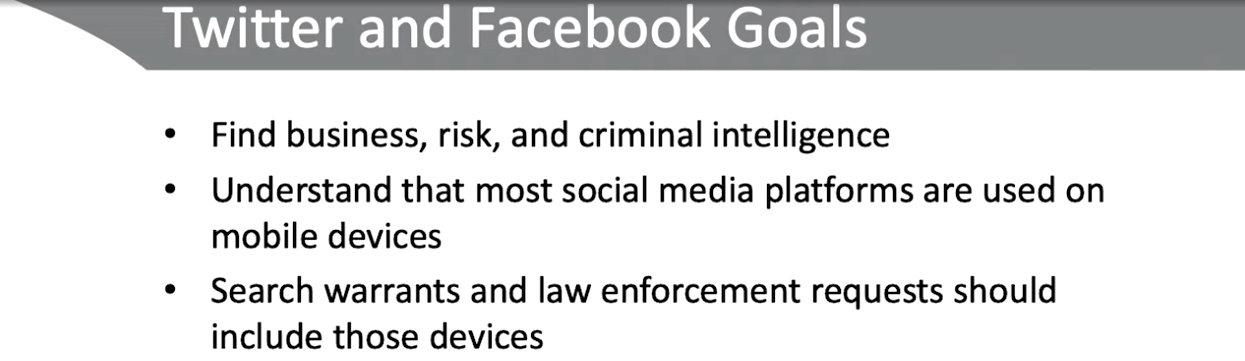 Twitter and Facebook Goals
• Find business, risk, and criminal intelligence
• Understand that most social media platforms are used on
mobile devices
• Search warrants and law enforcement requests should
include those devices